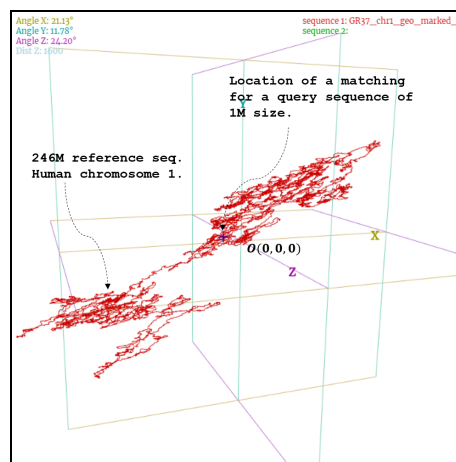 Angle X: 21.13°
Angle Y: 11.78°
Angle Z: 24.20°
Dist Z: 1600
sequence 1: GR37_chr1_geo_marked_
sequence 2:
Location of a matching
for a query sequence of
1M size.
Y
246M reference seq.
Human chromosome 1.
X
O(0,0,0)
Z